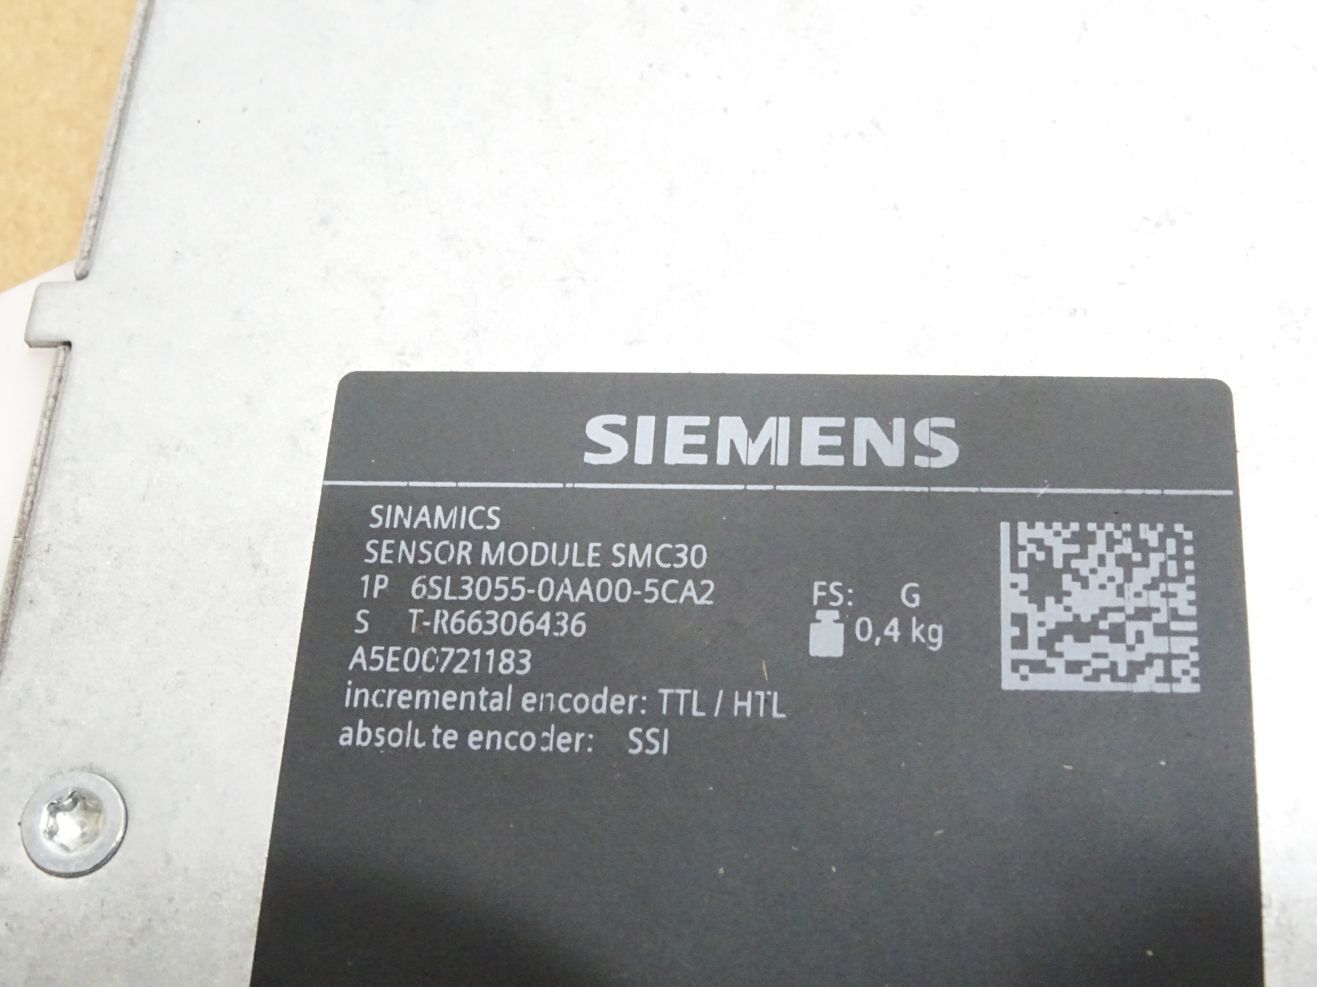 SIEMENS
SINAMICS
SENSOR MODULE SMC30
1P 6SL3055-0AA00-5CA2
FS: G
S T-R66306436
0,4 kg
A5E00721183
incremental encoder: TTL / HTL
absolute encoder: SSI